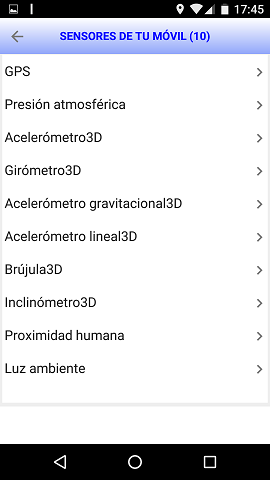 17:45
SENSORES DE TU MÓVIL (10)
GPS
Presión atmosférica
Acelerómetro3D
Girómetro3D
Acelerómetro gravitacional3D
Acelerómetro lineal3D
Brújula3D
Inclinómetro3D
Proximidad humana
Luz ambiente